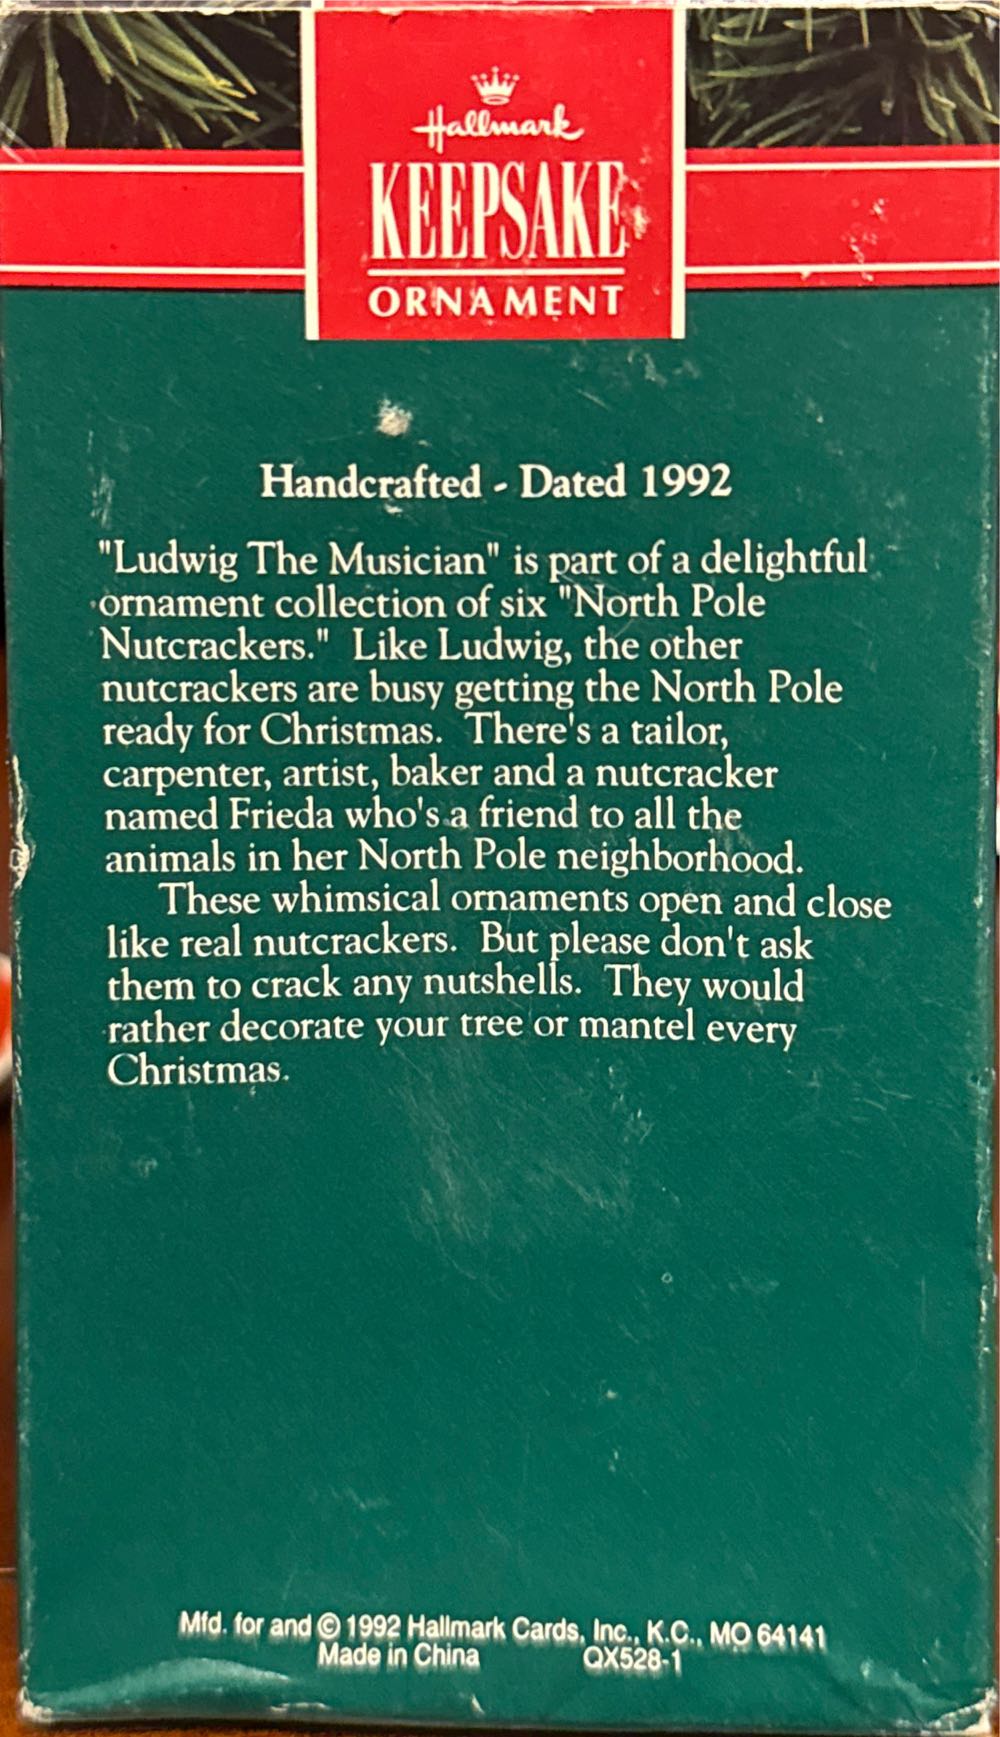 Hallmark
KEEPSAKE
ORNAMENT
Handcrafted - Dated 1992
"Ludwig The Musician" is part of a delightful
ornament collection of six "North Pole
Nutcrackers." Like Ludwig, the other
nutcrackers are busy getting the North Pole
ready for Christmas. There's a tailor,
carpenter, artist, baker and a nutcracker
named Frieda who's a friend to all the
animals in her North Pole neighborhood.
These whimsical ornaments open and close
like real nutcrackers. But please don't ask
them to crack any nutshells. They would
rather decorate your tree or mantel every
Christmas.
Mfd. for and © 1992 Hallmark Cards, Inc., K.C., MO 64141
Made in China QX528-1